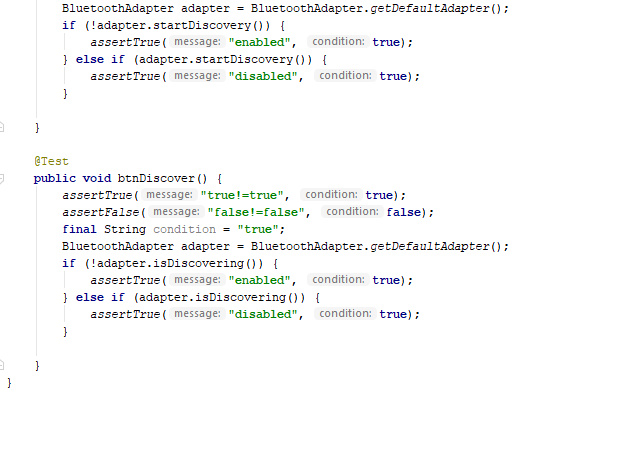 BluetoothAdapter adapter = BluetoothAdapter.getDefaultAdapter();
if (!adapter.startDiscovery()) {
assertTrue( message: "enabled", condition: true);
} else if (adapter.startDiscovery()) {
assertTrue( message: "disabled", condition: true);
}
}
@Test
public void btnDiscover() {
assertTrue( message: "true!=true", condition: true);
assertFalse( message: "false!=false", condition: false);
final String condition = "true";
BluetoothAdapter adapter = BluetoothAdapter.getDefaultAdapter();
if (!adapter.isDiscovering()) {
assertTrue( message: "enabled", condition: true);
} else if (adapter.isDiscovering()) {
assertTrue( message: "disabled", condition: true);
}
}
}